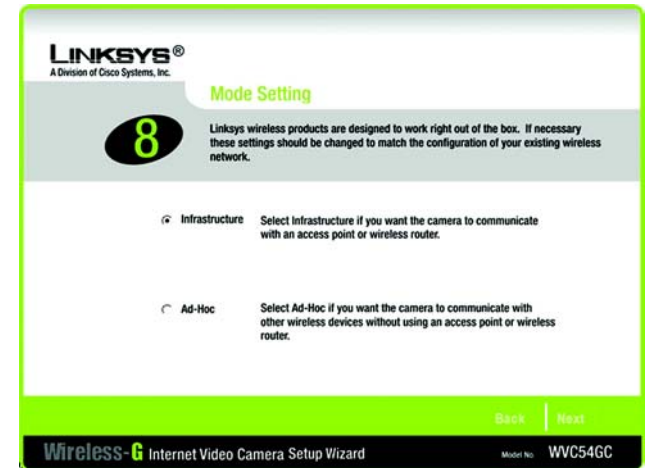 LINKSYS®
A Division of Cisco Systems, Inc.
Mode Setting
8
Linksys wireless products are designed to work right out of the box. If necessary
these settings should be changed to match the configuration of your existing wireless
network.
Infrastructure
Select Infrastructure if you want the camera to communicate
with an access point or wireless router.
Ad-Hoc
Select Ad-Hoc if you want the camera to communicate with
other wireless devices without using an access point or wireless
router.
Back Next
Wireless-G Internet Video Camera Setup Wizard Model No. WVC54GC